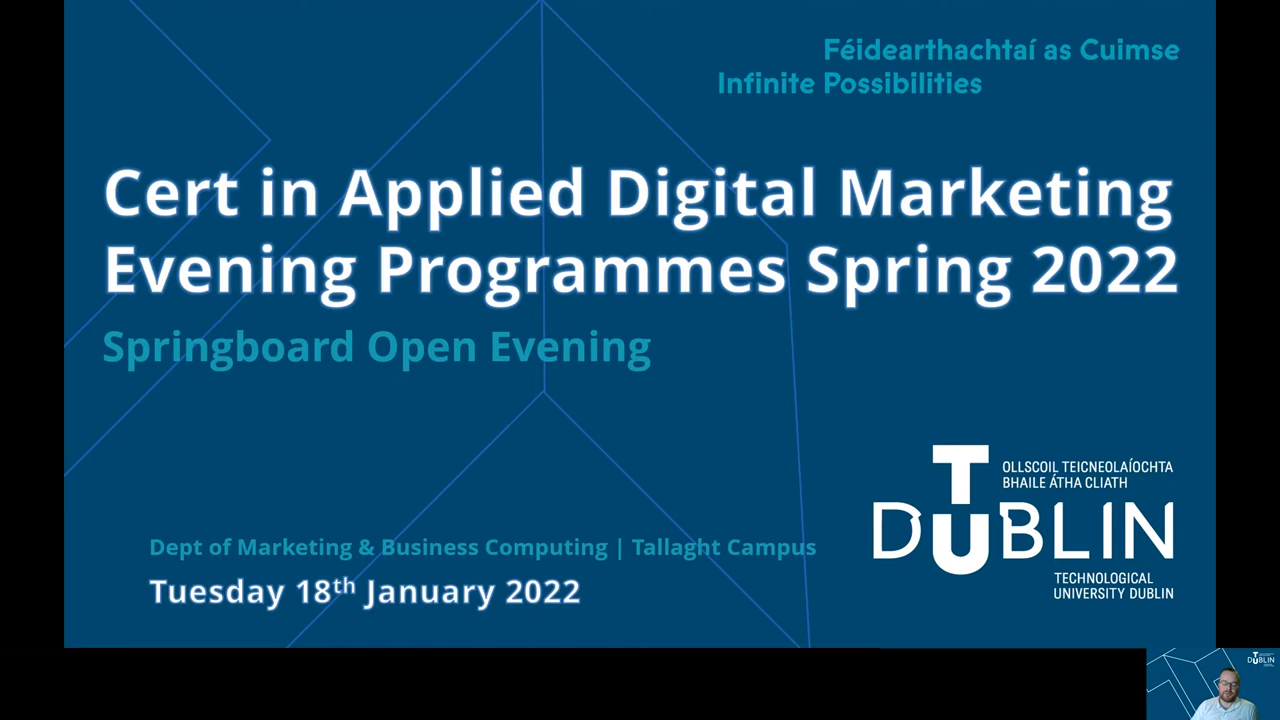 Féidearthachtaí as Cuimse
Infinite Possibilities
Cert in Applied Digital Marketing
Evening Programmes Spring 2022
Springboard Open Evening
OLLSCOIL TEICNEOLAÍOCHTA
BHAILE ÁTHA CLIATH
TU DUBLIN
TECHNOLOGICAL
UNIVERSITY DUBLIN
Dept of Marketing & Business Computing | Tallaght Campus
Tuesday 18th January 2022
TU DUBLIN